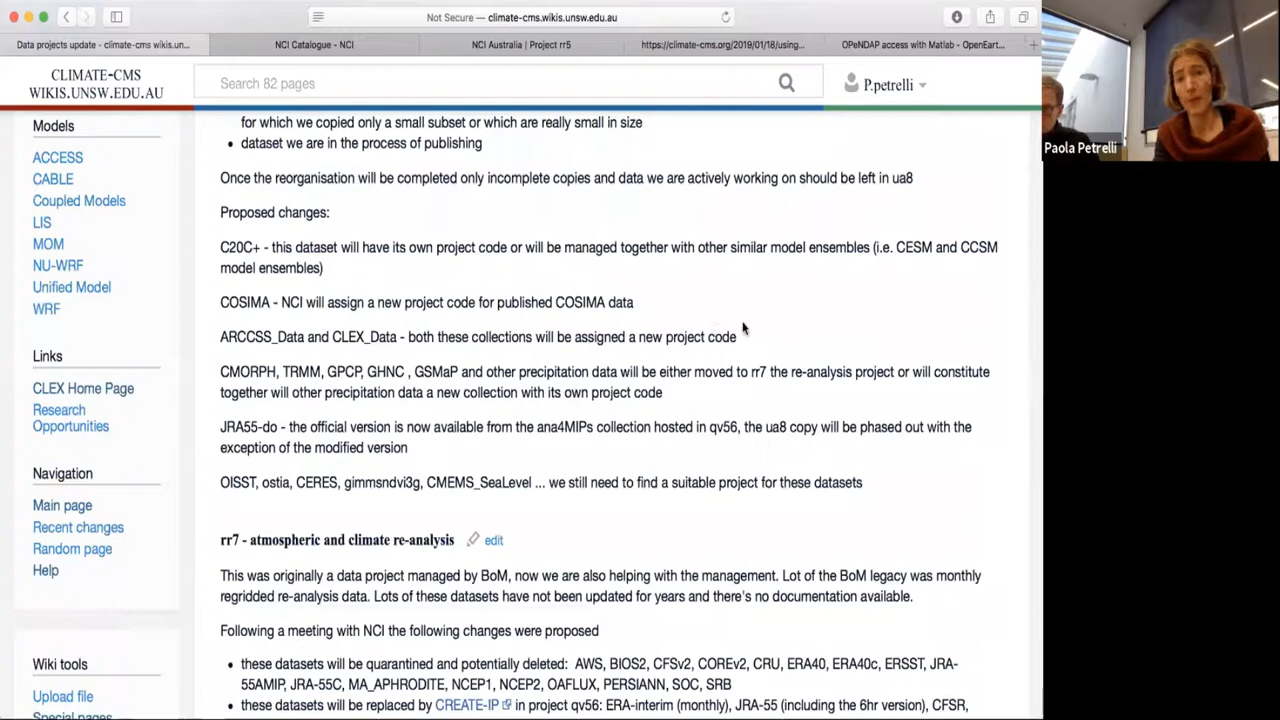 Not Secure — climate-cms.wikis.unsw.edu.au
Data projects update - climate-cms.wikis.un...
NCI Catalogue - NCI
NCI Australia | Project rr5
https://climate-cms.org/2019/01/18/using...
OPeNDAP access with Matlab - OpenEart...
CLIMATE-CMS
WIKIS.UNSW.EDU.AU
Search 82 pages
P.petrelli
Paola Petrelli
Models
ACCESS
CABLE
Coupled Models
LIS
MOM
NU-WRF
Unified Model
WRF
Links
CLEX Home Page
Research
Opportunities
Navigation
Main page
Recent changes
Random page
Help
Wiki tools
Upload file
Special pages
for which we copied only a small subset or which are really small in size
• dataset we are in the process of publishing
Once the reorganisation will be completed only incomplete copies and data we are actively working on should be left in ua8
Proposed changes:
C20C+ - this dataset will have its own project code or will be managed together with other similar model ensembles (i.e. CESM and CCSM
model ensembles)
COSIMA - NCI will assign a new project code for published COSIMA data
ARCCSS_Data and CLEX_Data - both these collections will be assigned a new project code
CMORPH, TRMM, GPCP, GHNC , GSMaP and other precipitation data will be either moved to rr7 the re-analysis project or will constitute
together will other precipitation data a new collection with its own project code
JRA55-do - the official version is now available from the ana4MIPs collection hosted in qv56, the ua8 copy will be phased out with the
exception of the modified version
OISST, ostia, CERES, gimmsndvi3g, CMEMS_SeaLevel ... we still need to find a suitable project for these datasets
rr7 - atmospheric and climate re-analysis edit
This was originally a data project managed by BoM, now we are also helping with the management. Lot of the BoM legacy was monthly
regridded re-analysis data. Lots of these datasets have not been updated for years and there's no documentation available.
Following a meeting with NCI the following changes were proposed
• these datasets will be quarantined and potentially deleted: AWS, BIOS2, CFSv2, COREv2, CRU, ERA40, ERA40c, ERSST, JRA-
55AMIP, JRA-55C, MA_APHRODITE, NCEP1, NCEP2, OAFLUX, PERSIANN, SOC, SRB
• these datasets will be replaced by CREATE-IP in project qv56: ERA-interim (monthly), JRA-55 (including the 6hr version), CFSR,